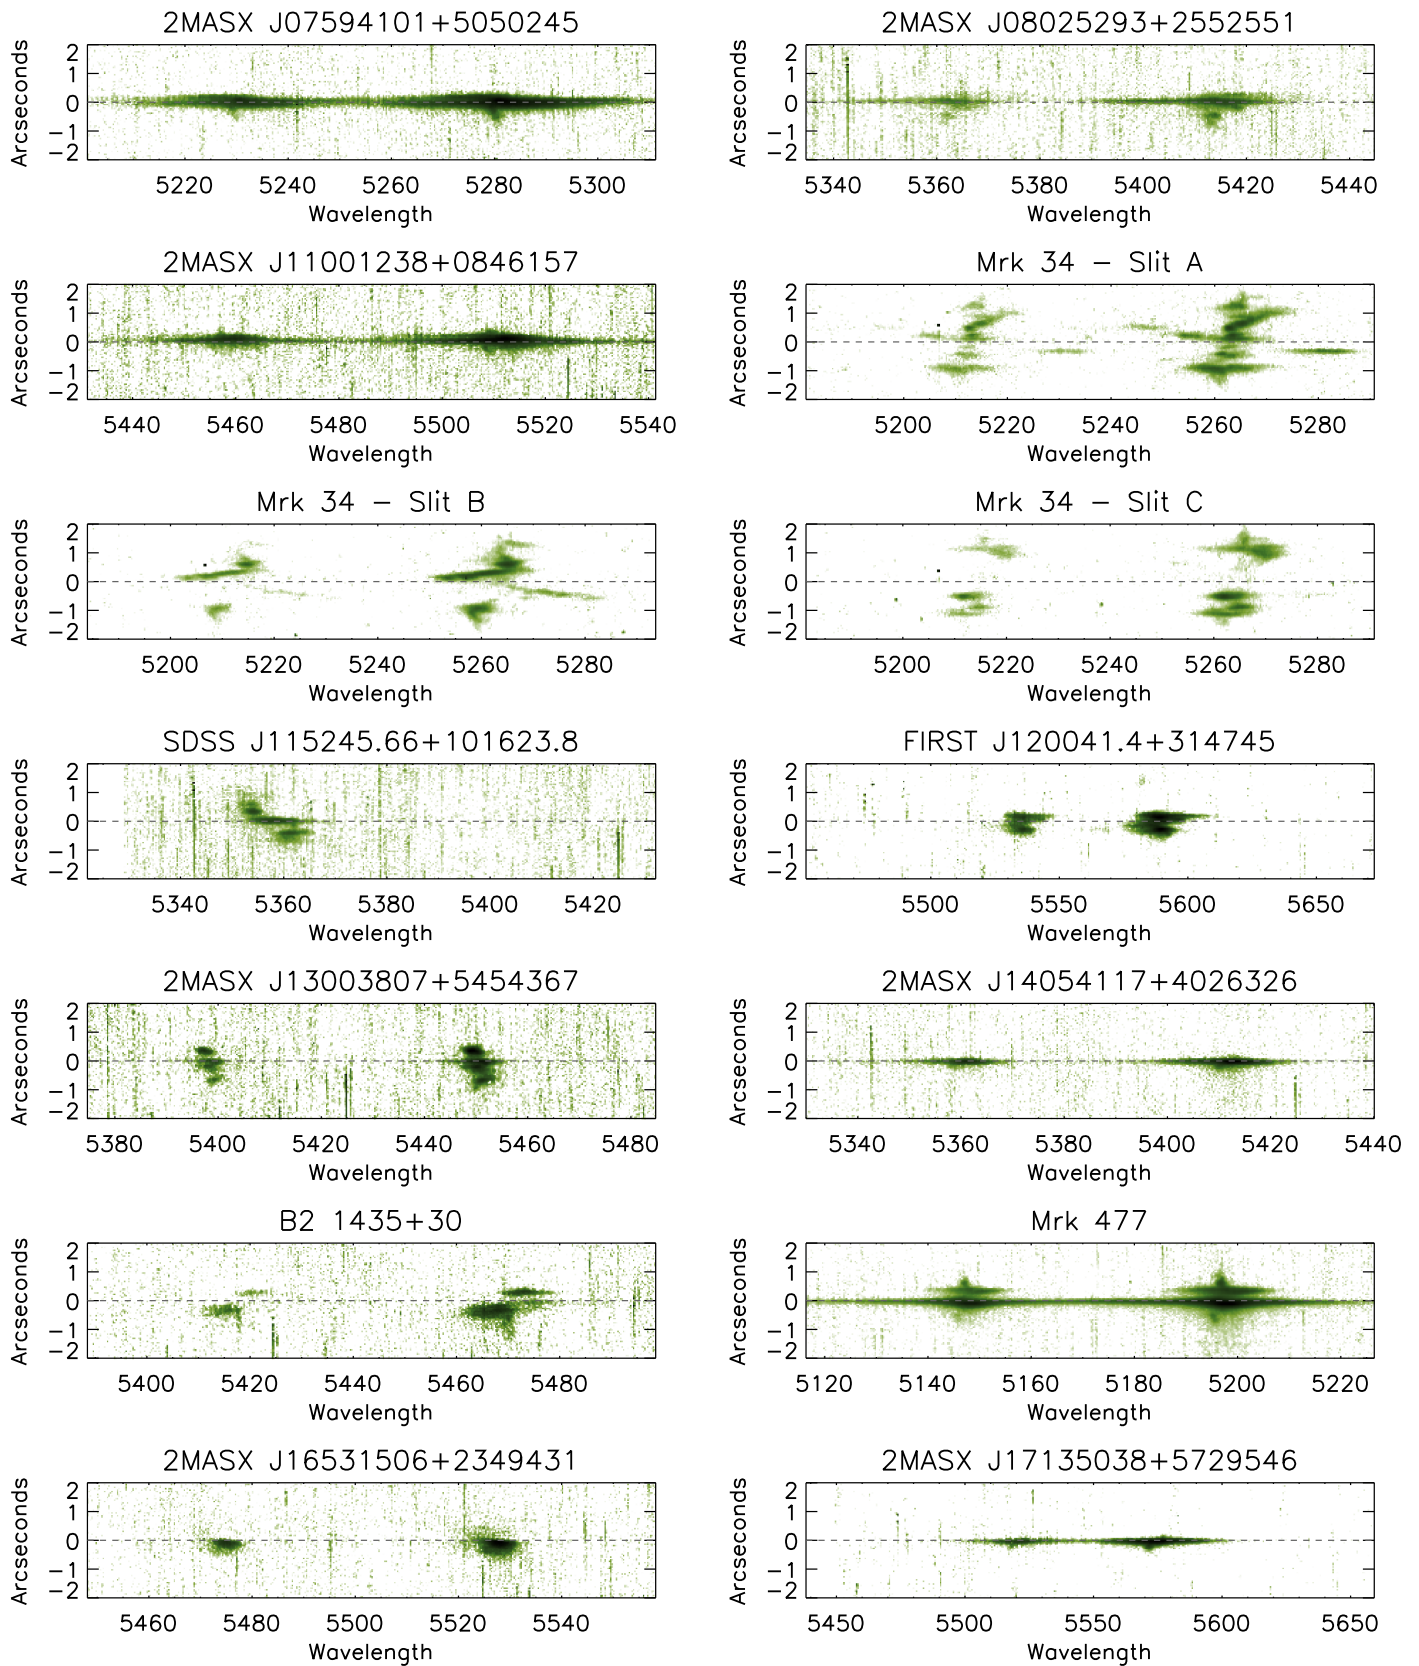 2MASX J07594101+5050245
Arcseconds
2
1
0
−1
−2
5220 5240 5260 5280 5300
Wavelength
2MASX J08025293+2552551
Arcseconds
2
1
0
−1
−2
5340 5360 5380 5400 5420 5440
Wavelength
2MASX J11001238+0846157
Arcseconds
2
1
0
−1
−2
5440 5460 5480 5500 5520 5540
Wavelength
Mrk 34 − Slit A
Arcseconds
2
1
0
−1
−2
5200 5220 5240 5260 5280
Wavelength
Mrk 34 − Slit B
Arcseconds
2
1
0
−1
−2
5200 5220 5240 5260 5280
Wavelength
Mrk 34 − Slit C
Arcseconds
2
1
0
−1
−2
5200 5220 5240 5260 5280
Wavelength
SDSS J115245.66+101623.8
Arcseconds
2
1
0
−1
−2
5340 5360 5380 5400 5420
Wavelength
FIRST J120041.4+314745
Arcseconds
2
1
0
−1
−2
5500 5550 5600 5650
Wavelength
2MASX J13003807+5454367
Arcseconds
2
1
0
−1
−2
5380 5400 5420 5440 5460 5480
Wavelength
2MASX J14054117+4026326
Arcseconds
2
1
0
−1
−2
5340 5360 5380 5400 5420 5440
Wavelength
B2 1435+30
Arcseconds
2
1
0
−1
−2
5400 5420 5440 5460 5480
Wavelength
Mrk 477
Arcseconds
2
1
0
−1
−2
5120 5140 5160 5180 5200 5220
Wavelength
2MASX J16531506+2349431
Arcseconds
2
1
0
−1
−2
5460 5480 5500 5520 5540
Wavelength
2MASX J17135038+5729546
Arcseconds
2
1
0
−1
−2
5450 5500 5550 5600 5650
Wavelength